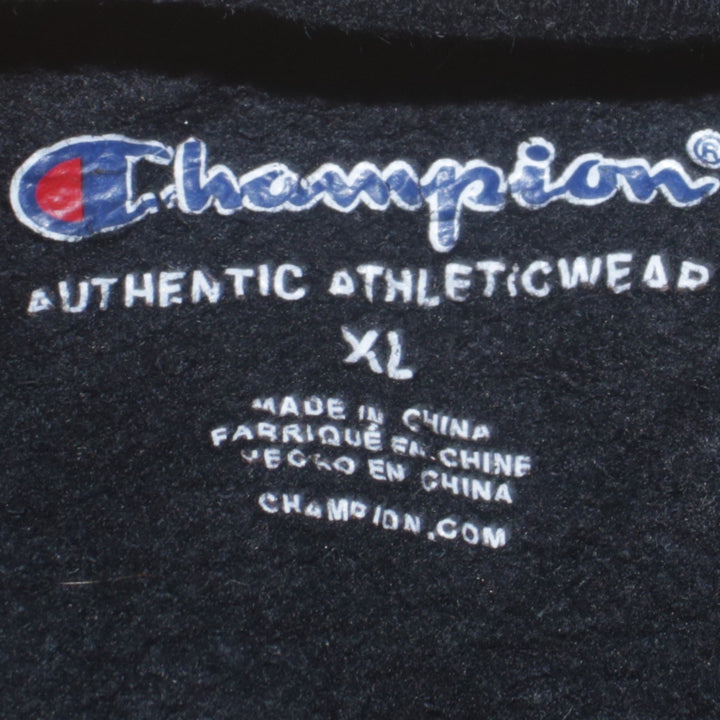 Champion®
AUTHENTIC ATHLETICWEAR
XL
MADE IN CHINA
FABRIQUÉ EN CHINE
HECHO EN CHINA
CHAMPION.COM